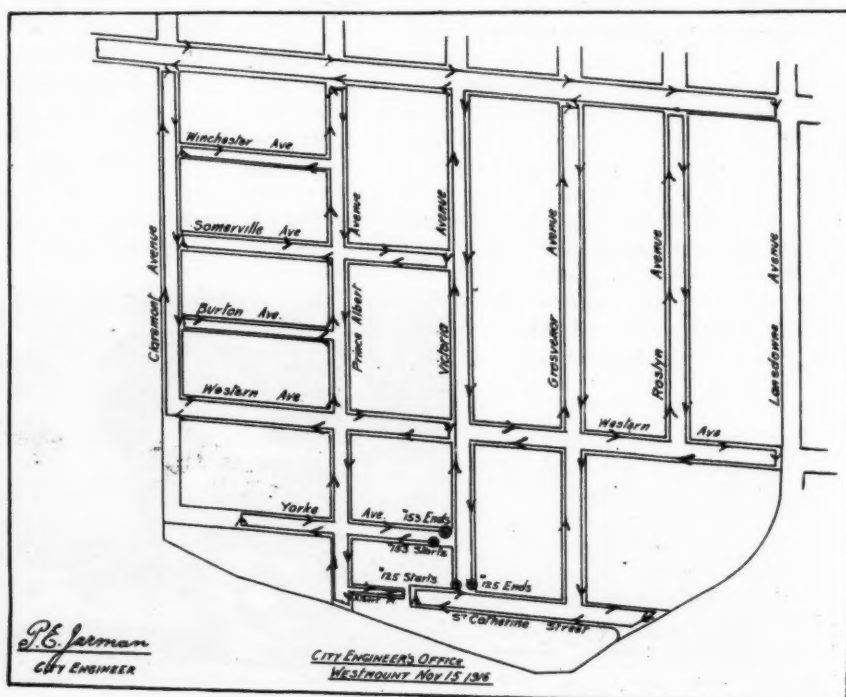 Winchester Ave
Somerville Ave
Burton Ave.
Western Ave.
Claremont Avenue
Prince Albert Avenue
Victoria Avenue
Grosvenor Avenue
Roslyn Avenue
Lansdowne Avenue
Western Ave
Yorke Ave.
°153 Ends
°153 Starts
°125 Starts
°125 Ends
St Catherine Street
P.E. Jarman
CITY ENGINEER
CITY ENGINEER'S OFFICE
WESTMOUNT NOV 15 1916